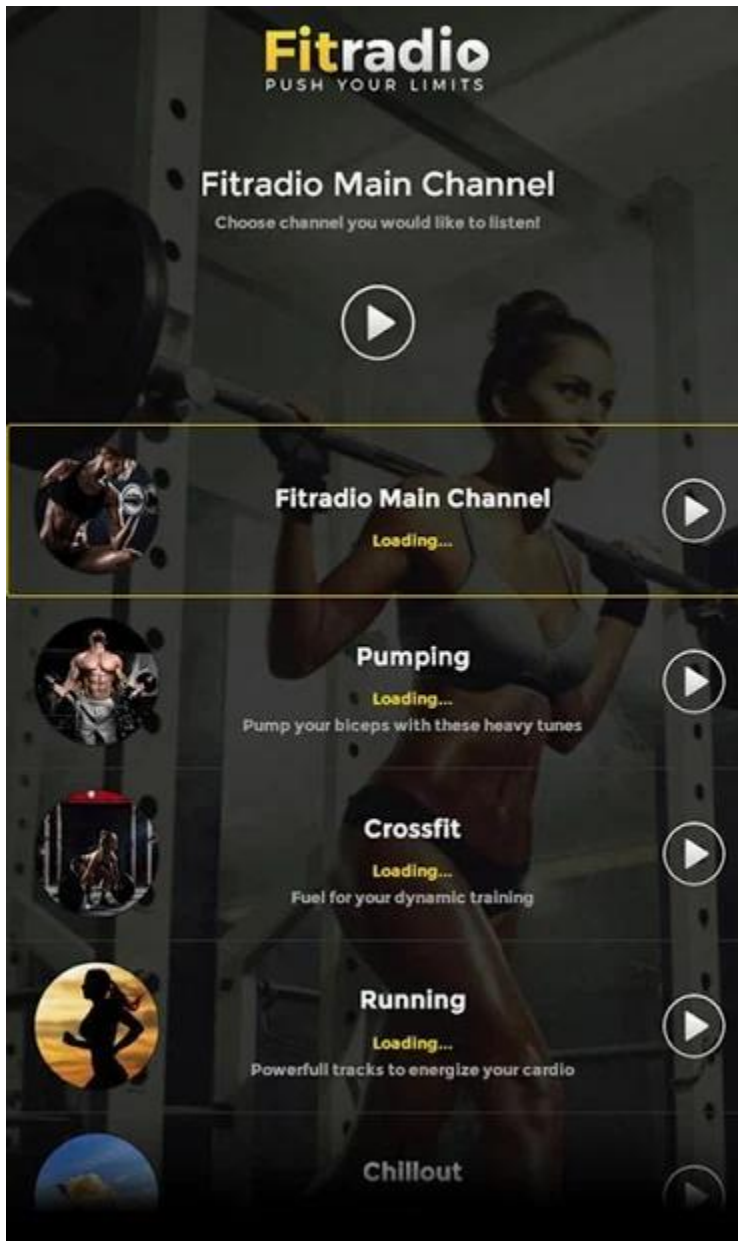 Fitradio
PUSH YOUR LIMITS
Fitradio Main Channel
Choose channel you would like to listen!
Fitradio Main Channel
Loading...
Pumping
Loading...
Pump your biceps with these heavy tunes
Crossfit
Loading...
Fuel for your dynamic training
Running
Loading...
Powerfull tracks to energize your cardio
Chillout